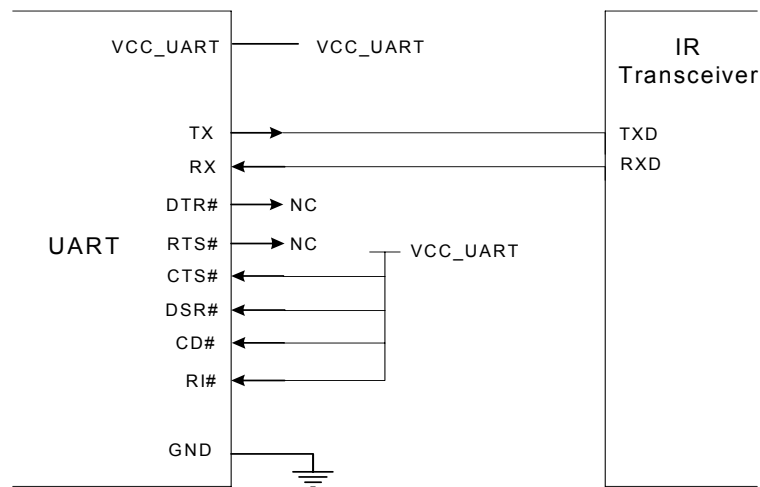 VCC_UART VCC_UART
IR
Transceiver
TX TXD
RX RXD
DTR# NC
UART
RTS# NC
VCC_UART
CTS#
DSR#
CD#
RI#
GND